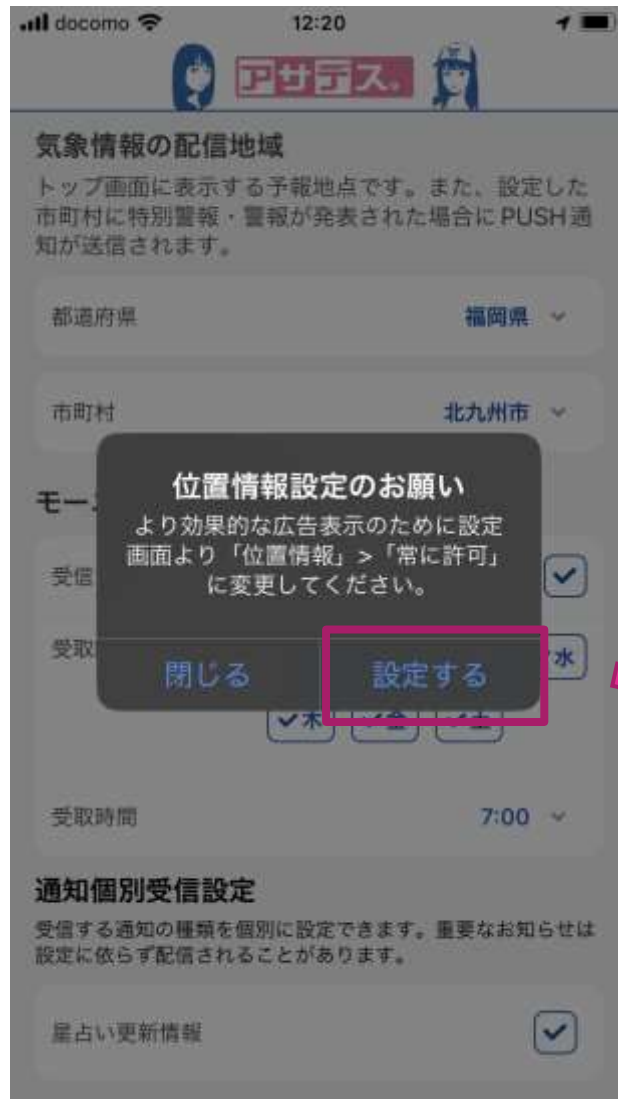 docomo 12:20
アサデス。
気象情報の配信地域
トップ画面に表示する予報地点です。また、設定した
市町村に特別警報・警報が発表された場合にPUSH通
知が送信されます。
都道府県 福岡県
市町村 北九州市
モー
位置情報設定のお願い
より効果的な広告表示のために設定
画面より「位置情報」>「常に許可」
に変更してください。
受信
受取 水
閉じる 設定する
木 金 土
受取時間 7:00
通知個別受信設定
受信する通知の種類を個別に設定できます。重要なお知らせは
設定に依らず配信されることがあります。
星占い更新情報